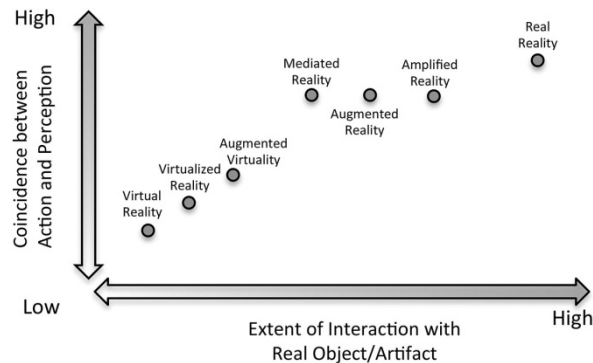 High
Coincidence between
Action and Perception
Real
Reality
Mediated
Reality
Amplified
Reality
Augmented
Reality
Augmented
Virtuality
Virtualized
Reality
Virtual
Reality
Low
High
Extent of Interaction with
Real Object/Artifact